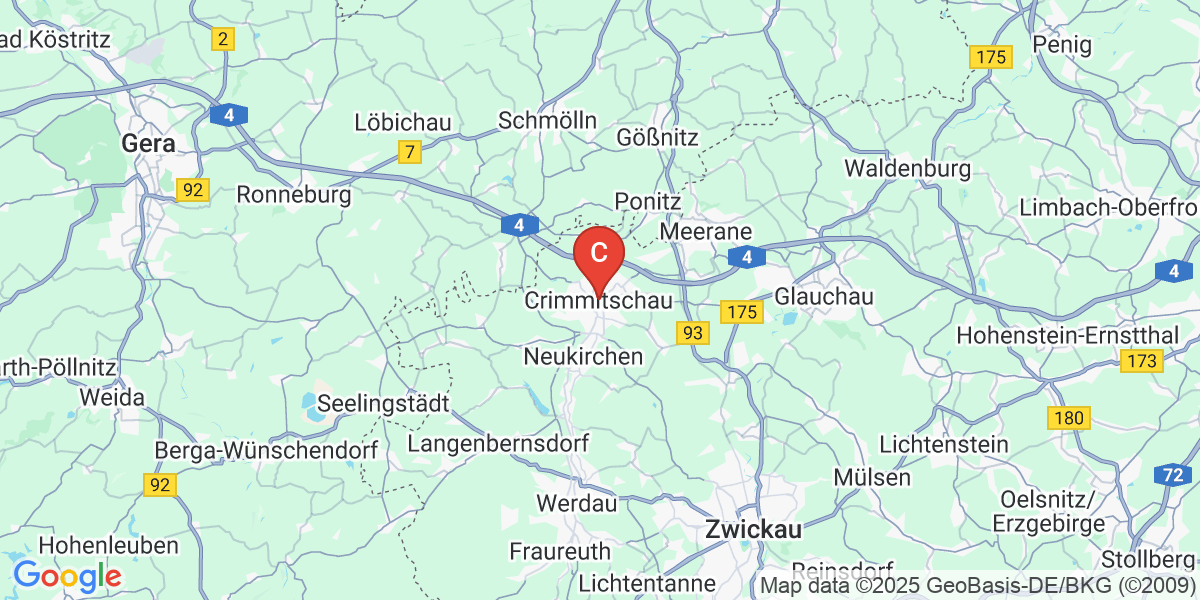 ad Köstritz
2
Penig
175
4
Löbichau
Schmölln
Gößnitz
Gera
7
Waldenburg
92
Ronneburg
Ponitz
Limbach-Oberfro
4
Meerane
C
4
4
Crimmitschau
175
Glauchau
93
Hohenstein-Ernstthal
Neukirchen
173
arth-Pöllnitz
Weida
Seelingstädt
180
Berga-Wünschendorf
Langenbernsdorf
Lichtenstein
92
Mülsen
72
Werdau
Oelsnitz/
Erzgebirge
Zwickau
Hohenleuben
Fraureuth
Stollberg
Google
Lichtentanne
Reinsdorf
Map data ©2025 GeoBasis-DE/BKG (©2009)